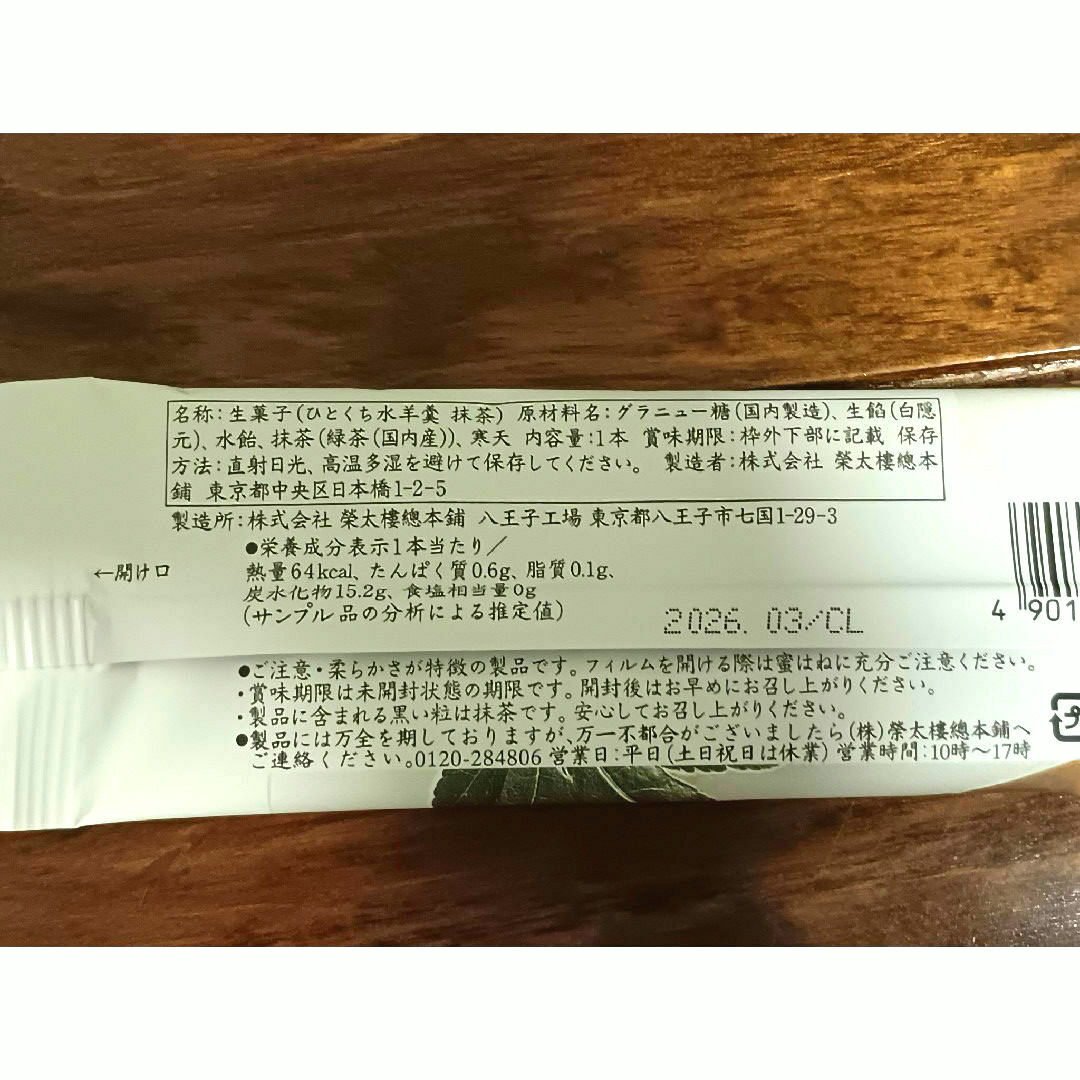 名称:生菓子(ひとくち水羊羹 抹茶) 原材料名:グラニュー糖(国内製造)、生餡(白隠
元)、水飴、抹茶(緑茶(国内産))、寒天 内容量:1本 賞味期限:枠外下部に記載 保存
方法:直射日光、高温多湿を避けて保存してください。 製造者:株式会社 榮太樓總本
鋪 東京都中央区日本橋1-2-5
製造所:株式会社 榮太樓總本鋪 八王子工場 東京都八王子市七国1-29-3
●栄養成分表示1本当たり/
←開け口
熱量64kcal、たんぱく質0.6g、脂質0.1g、
炭水化物15.2g、食塩相当量0g
(サンプル品の分析による推定値)
2026. 03/CL
4 901
●ご注意・柔らかさが特徴の製品です。フィルムを開ける際は蜜はねに充分ご注意ください。
・賞味期限は未開封状態の期限です。開封後はお早めにお召し上がりください。
・製品に含まれる黒い粒は抹茶です。安心してお召し上がりください。
プ
●製品には万全を期しておりますが、万一不都合がございましたら(株)榮太樓總本鋪へ
ご連絡ください。0120-284806 営業日:平日(土日祝日は休業) 営業時間:10時～17時